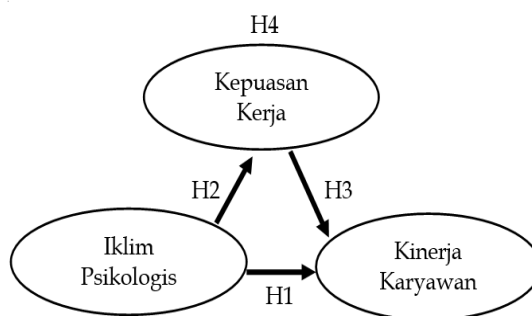 H4
Kepuasan
Kerja
H2
H3
Iklim
Psikologis
Kinerja
Karyawan
H1